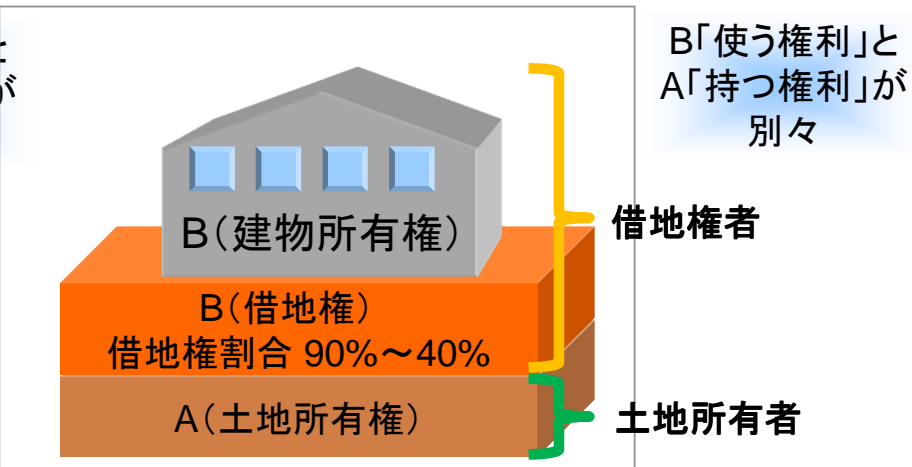 が
B「使う権利」と
A「持つ権利」が
別々
B（建物所有権）
借地権者
B（借地権）
借地権割合 90%～40%
A（土地所有権）
土地所有者